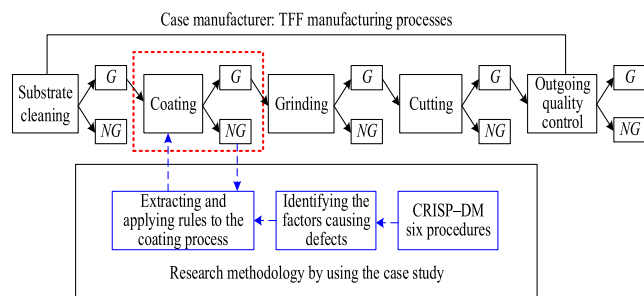 Case manufacturer: TFF manufacturing processes
Substrate
cleaning
G
NG
Coating
G
NG
Grinding
G
NG
Cutting
G
NG
Outgoing
quality
control
G
NG
Extracting and
applying rules to the
coating process
Identifying the
factors causing
defects
CRISP–DM
six procedures
Research methodology by using the case study